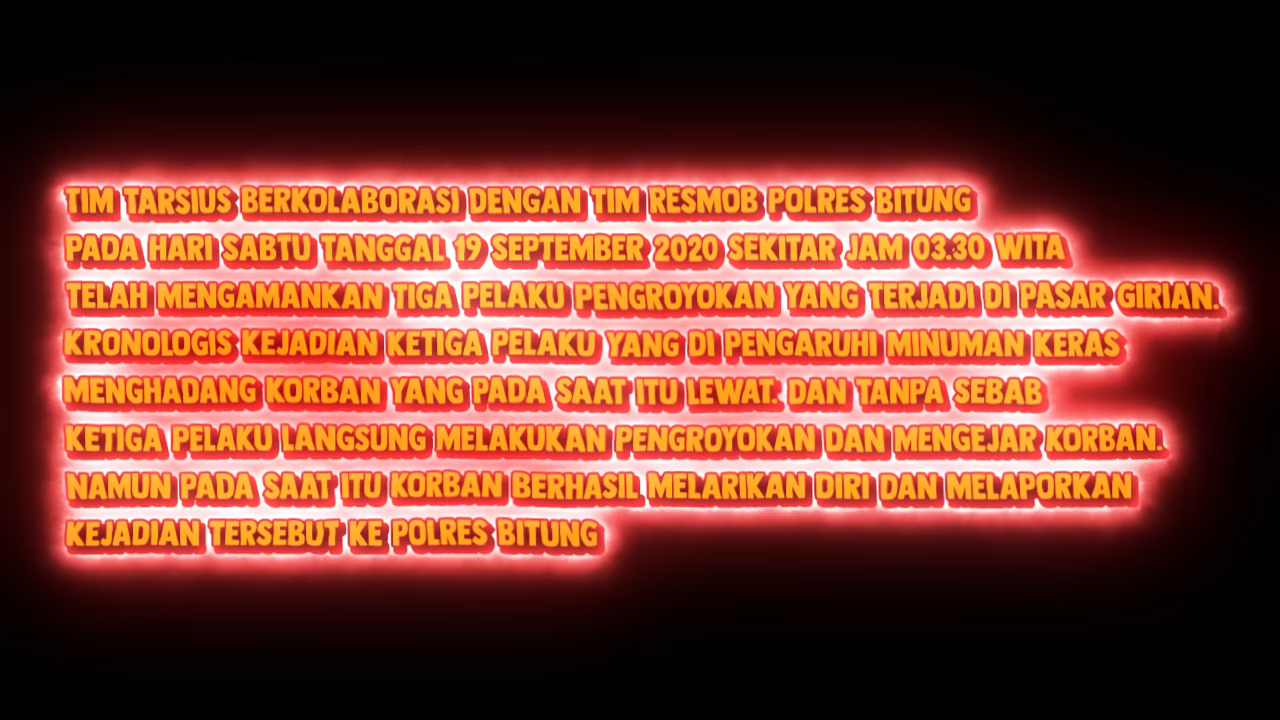 TIM TARSIUS BERKOLABORASI DENGAN TIM RESMOB POLRES BITUNG
PADA HARI SABTU TANGGAL 19 SEPTEMBER 2020 SEKITAR JAM 03.30 WITA
TELAH MENGAMANKAN TIGA PELAKU PENGROYOKAN YANG TERJADI DI PASAR GIRIAN.
KRONOLOGIS KEJADIAN KETIGA PELAKU YANG DI PENGARUHI MINUMAN KERAS
MENGHADANG KORBAN YANG PADA SAAT ITU LEWAT. DAN TANPA SEBAB
KETIGA PELAKU LANGSUNG MELAKUKAN PENGROYOKAN DAN MENGEJAR KORBAN.
NAMUN PADA SAAT ITU KORBAN BERHASIL MELARIKAN DIRI DAN MELAPORKAN
KEJADIAN TERSEBUT KE POLRES BITUNG